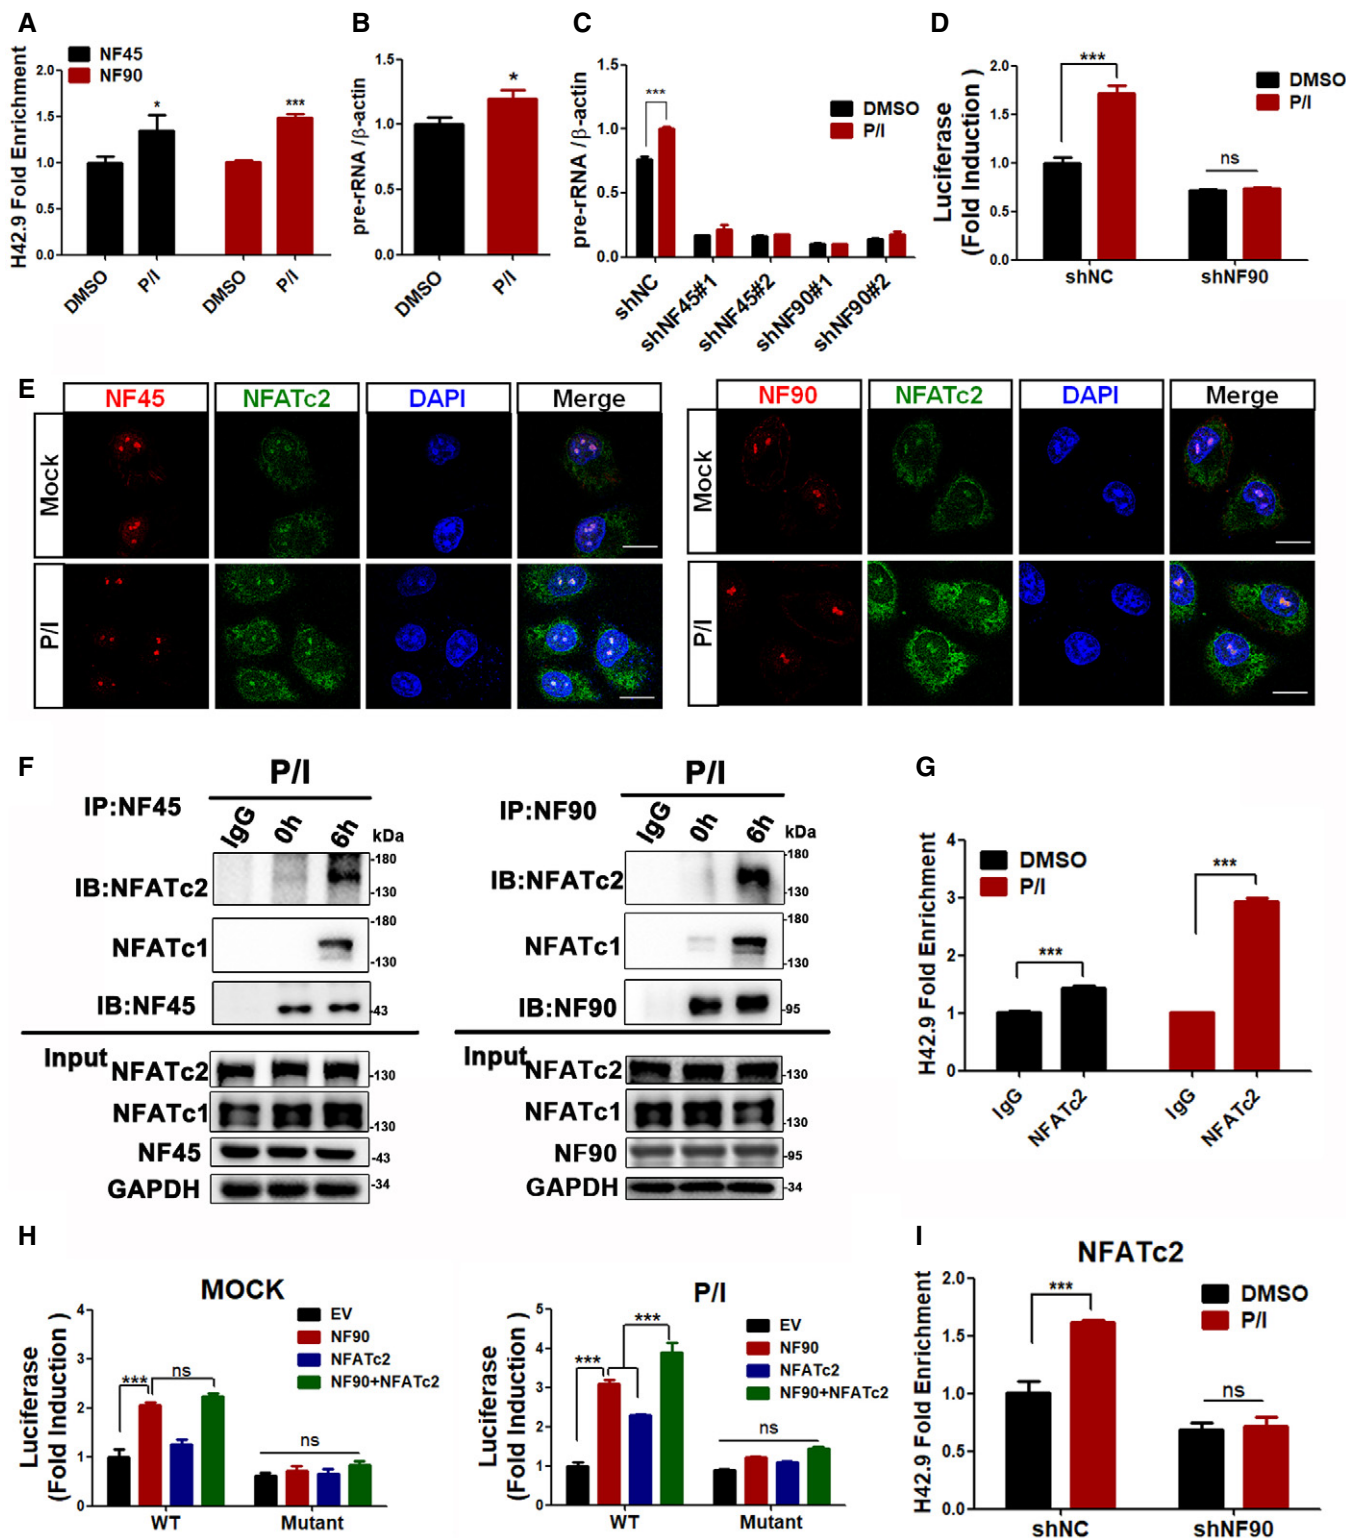 A
NF45
NF90
H42.9 Fold Enrichment
2.0
1.5
1.0
0.5
0.0
*
***
DMSO
P/I
DMSO
P/I
B
pre-rRNA /β-actin
1.5
1.0
0.5
0.0
*
DMSO
P/I
C
pre-rRNA /β-actin
1.5
1.0
0.5
0.0
***
DMSO
P/I
shNC
shNF45#1
shNF45#2
shNF90#1
shNF90#2
D
Luciferase
(Fold Induction )
2.0
1.5
1.0
0.5
0.0
***
ns
DMSO
P/I
shNC
shNF90
E
NF45
NFATc2
DAPI
Merge
Mock
P/I
NF90
NFATc2
DAPI
Merge
Mock
P/I
F
P/I
IP:NF45
IgG
0h
6h
kDa
IB:NFATc2
-180
-130
NFATc1
-180
-130
IB:NF45
-43
Input
NFATc2
-130
NFATc1
-130
NF45
-43
GAPDH
-34
P/I
IP:NF90
IgG
0h
6h
kDa
IB:NFATc2
-180
-130
NFATc1
-180
-130
IB:NF90
-95
Input
NFATc2
-130
NFATc1
-130
NF90
-95
GAPDH
-34
G
H42.9 Fold Enrichment
4
3
2
1
0
DMSO
P/I
***
***
IgG
NFATc2
IgG
NFATc2
H
MOCK
Luciferase
(Fold Induction )
4
3
2
1
0
***
ns
ns
EV
NF90
NFATc2
NF90+NFATc2
WT
Mutant
P/I
Luciferase
(Fold Induction )
5
4
3
2
1
0
***
***
ns
EV
NF90
NFATc2
NF90+NFATc2
WT
Mutant
I
NFATc2
H42.9 Fold Enrichment
2.0
1.5
1.0
0.5
0.0
***
ns
DMSO
P/I
shNC
shNF90